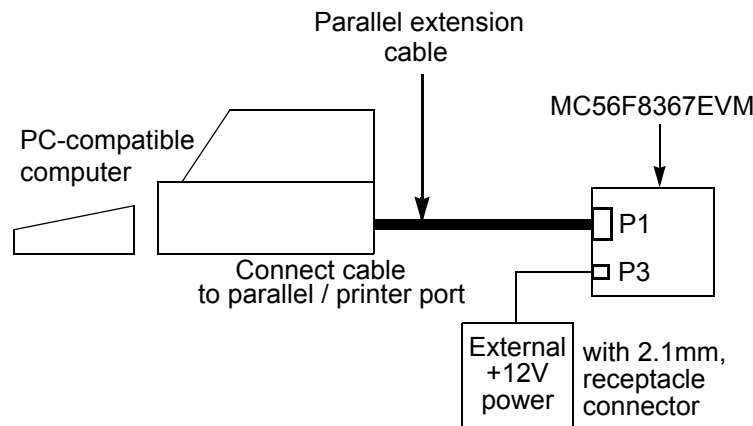 Parallel extension
cable
MC56F8367EVM
PC-compatible
computer
P1
P3
Connect cable
to parallel / printer port
External
+12V
power
with 2.1mm,
receptacle
connector